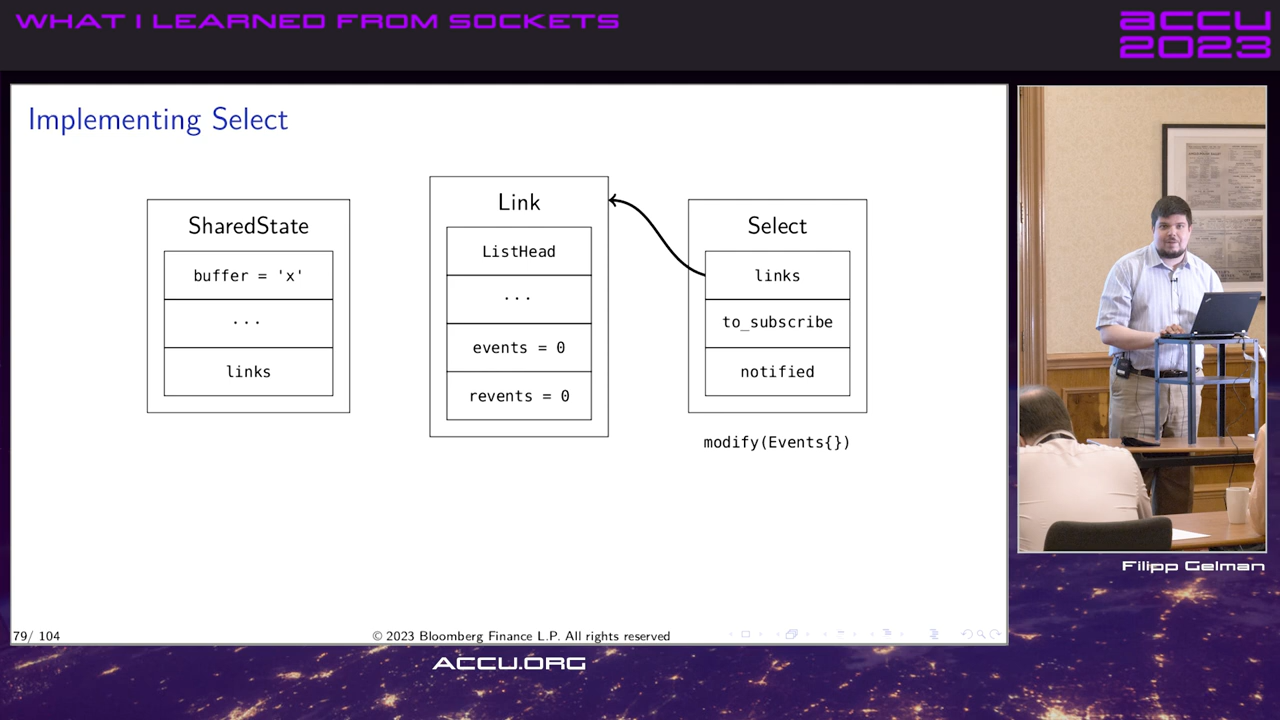 WHAT I LEARNED FROM SOCKETS
ACCU
2023
Implementing Select
SharedState
buffer = 'x'
...
links
Link
ListHead
...
events = 0
revents = 0
Select
links
to_subscribe
notified
modify(Events{})
Filipp Gelman
79/ 104
© 2023 Bloomberg Finance L.P. All rights reserved
ACCU.ORG